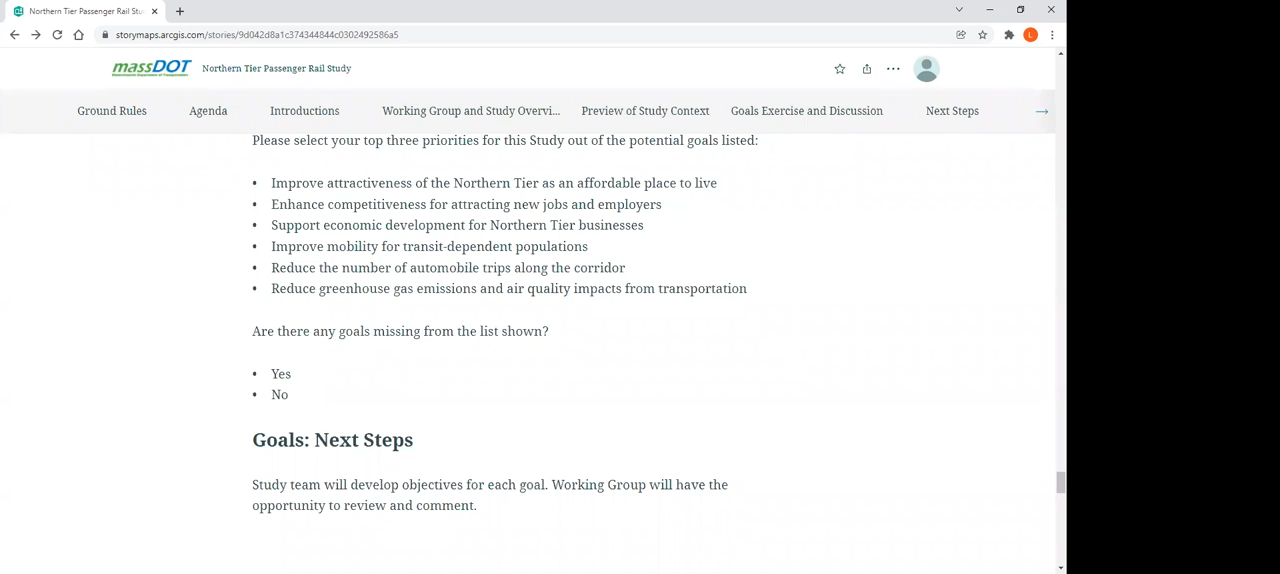 Northern Tier Passenger Rail Stu
storymaps.arcgis.com/stories/9d042d8a1c374344844c0302492586a5
L
massDOT
Northern Tier Passenger Rail Study
Ground Rules
Agenda
Introductions
Working Group and Study Overvi...
Preview of Study Context
Goals Exercise and Discussion
Next Steps
Please select your top three priorities for this Study out of the potential goals listed:
• Improve attractiveness of the Northern Tier as an affordable place to live
• Enhance competitiveness for attracting new jobs and employers
• Support economic development for Northern Tier businesses
• Improve mobility for transit-dependent populations
• Reduce the number of automobile trips along the corridor
• Reduce greenhouse gas emissions and air quality impacts from transportation
Are there any goals missing from the list shown?
• Yes
• No
Goals: Next Steps
Study team will develop objectives for each goal. Working Group will have the
opportunity to review and comment.